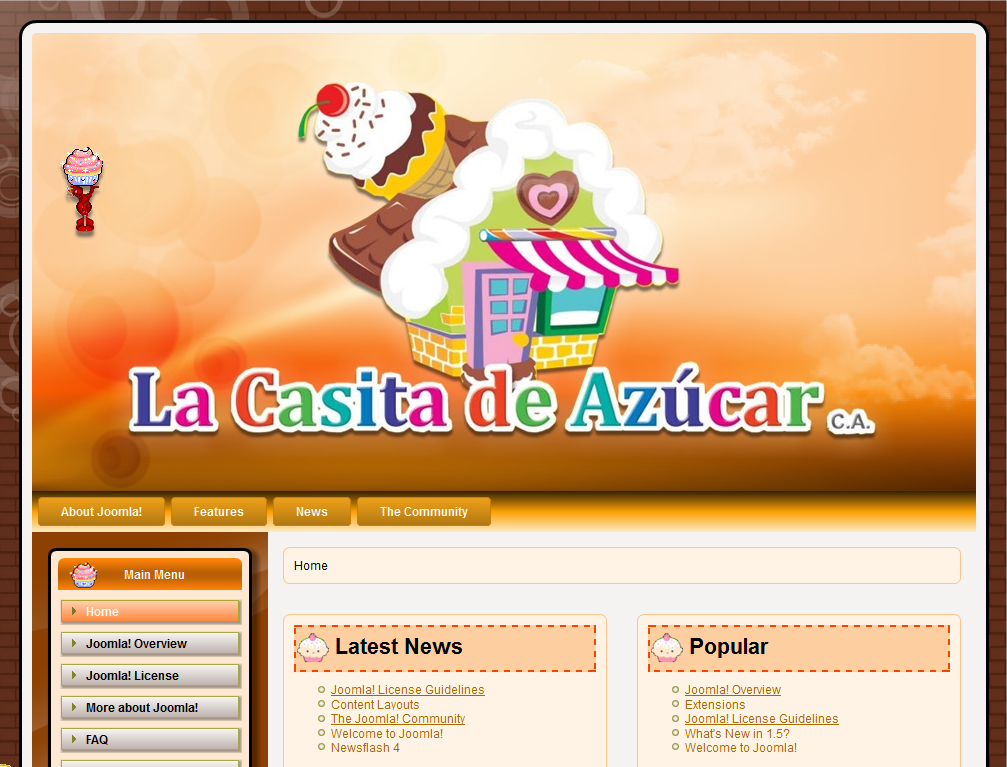 La Casita de Azúcar C.A.
About Joomla!
Features
News
The Community
Main Menu
Home
Joomla! Overview
Joomla! License
More about Joomla!
FAQ
Home
Latest News
Joomla! License Guidelines
Content Layouts
The Joomla! Community
Welcome to Joomla!
Newsflash 4
Popular
Joomla! Overview
Extensions
Joomla! License Guidelines
What's New in 1.5?
Welcome to Joomla!